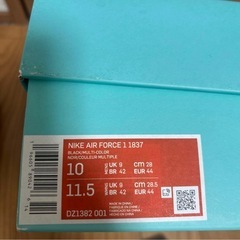 NIKE AIR FORCE 1 1837
BLACK/MULTI-COLOR
NOIR/COULEUR MULTIPLE
10 UK 9 CM 28
BR 42 EUR 44
11.5 UK 9 CM 28.5
BR 42 EUR 44
DZ1382 001